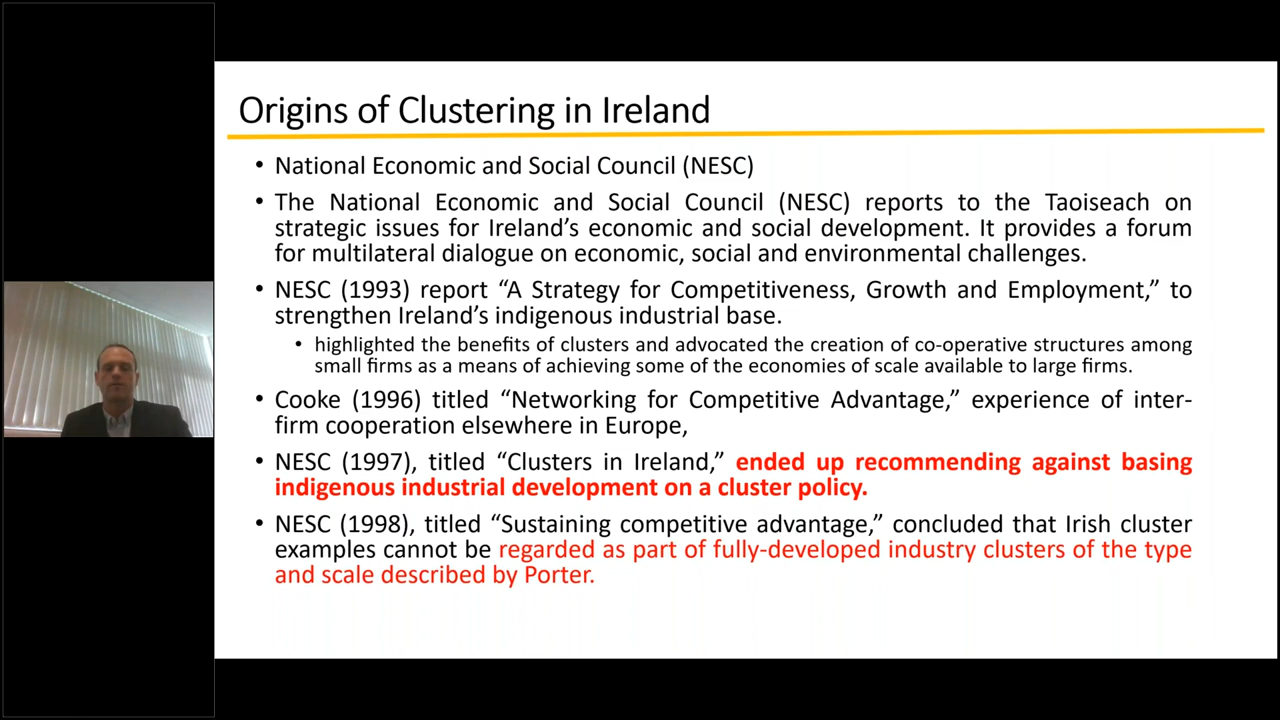 Origins of Clustering in Ireland
• National Economic and Social Council (NESC)
• The National Economic and Social Council (NESC) reports to the Taoiseach on
strategic issues for Ireland’s economic and social development. It provides a forum
for multilateral dialogue on economic, social and environmental challenges.
• NESC (1993) report “A Strategy for Competitiveness, Growth and Employment,” to
strengthen Ireland’s indigenous industrial base.
• highlighted the benefits of clusters and advocated the creation of co-operative structures among
small firms as a means of achieving some of the economies of scale available to large firms.
• Cooke (1996) titled “Networking for Competitive Advantage,” experience of inter-
firm cooperation elsewhere in Europe,
• NESC (1997), titled “Clusters in Ireland,” ended up recommending against basing
indigenous industrial development on a cluster policy.
• NESC (1998), titled “Sustaining competitive advantage,” concluded that Irish cluster
examples cannot be regarded as part of fully-developed industry clusters of the type
and scale described by Porter.